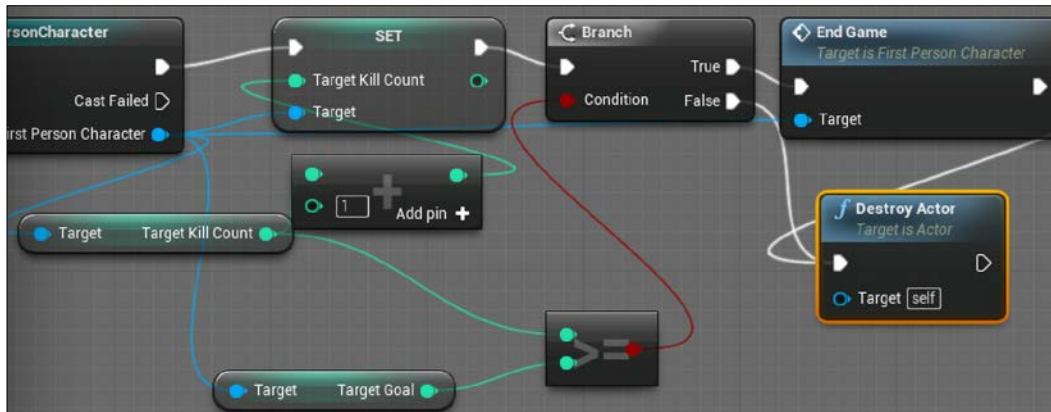 rsonCharacter
Cast Failed
irst Person Character
SET
Target Kill Count
Target
Branch
True
Condition
False
End Game
Target is First Person Character
Target
1
+
Add pin +
Target
Target Kill Count
f Destroy Actor
Target is Actor
Target self
>=
Target
Target Goal